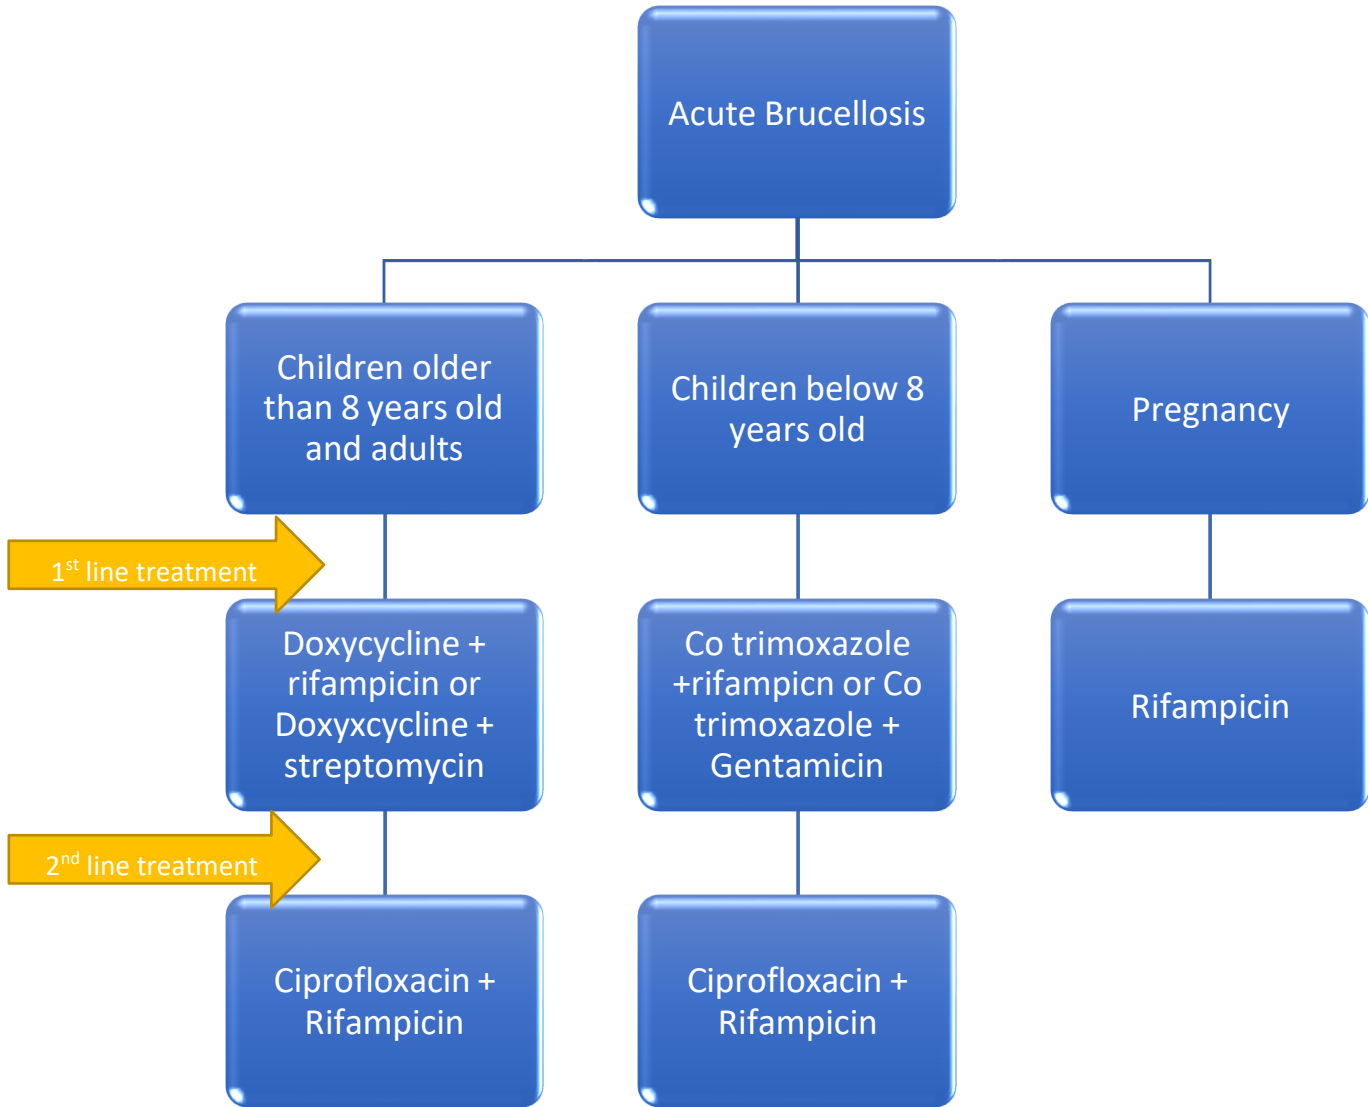 Acute Brucellosis
Children older
than 8 years old
and adults
Children below 8
years old
Pregnancy
1st line treatment
Doxycycline +
rifampicin or
Doxyxcycline +
streptomycin
Co trimoxazole
+rifampicn or Co
trimoxazole +
Gentamicin
Rifampicin
2nd line treatment
Ciprofloxacin +
Rifampicin
Ciprofloxacin +
Rifampicin